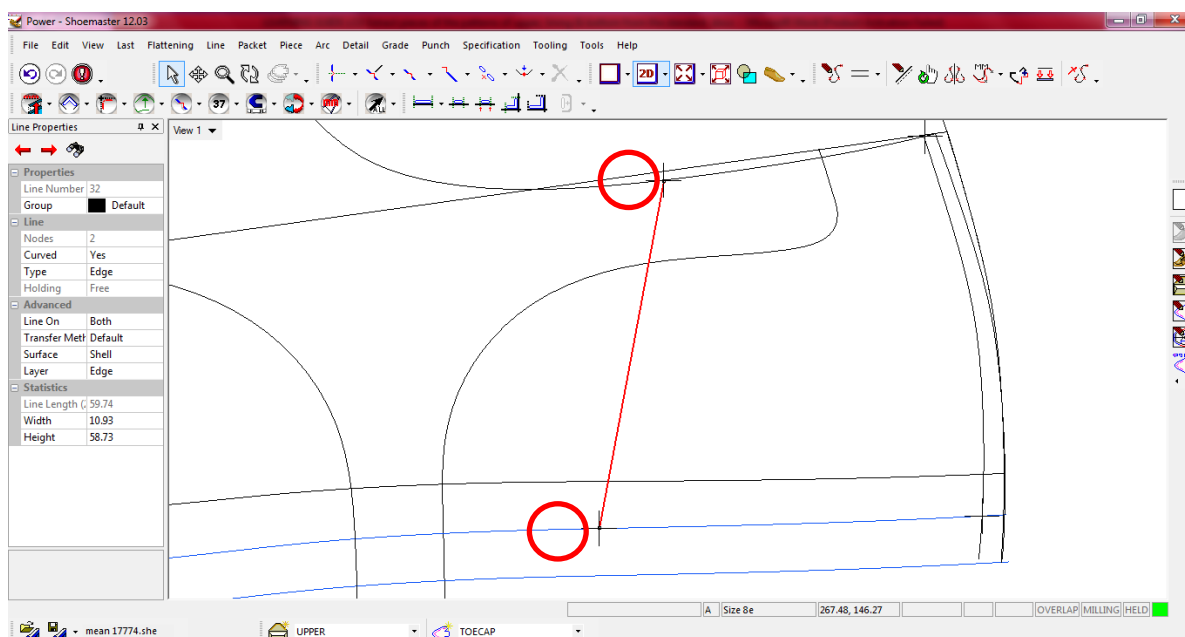 Power - Shoemaster 12.03
File Edit View Last Flattening Line Packet Piece Arc Detail Grade Punch Specification Tooling Tools Help
2D
37
Line Properties
View 1
Properties
Line Number 32
Group Default
Line
Nodes 2
Curved Yes
Type Edge
Holding Free
Advanced
Line On Both
Transfer Meth Default
Surface Shell
Layer Edge
Statistics
Line Length (2 59.74
Width 10.93
Height 58.73
A Size 8e 267.48, 146.27 OVERLAP MILLING HELD
mean 17774.she UPPER TOECAP